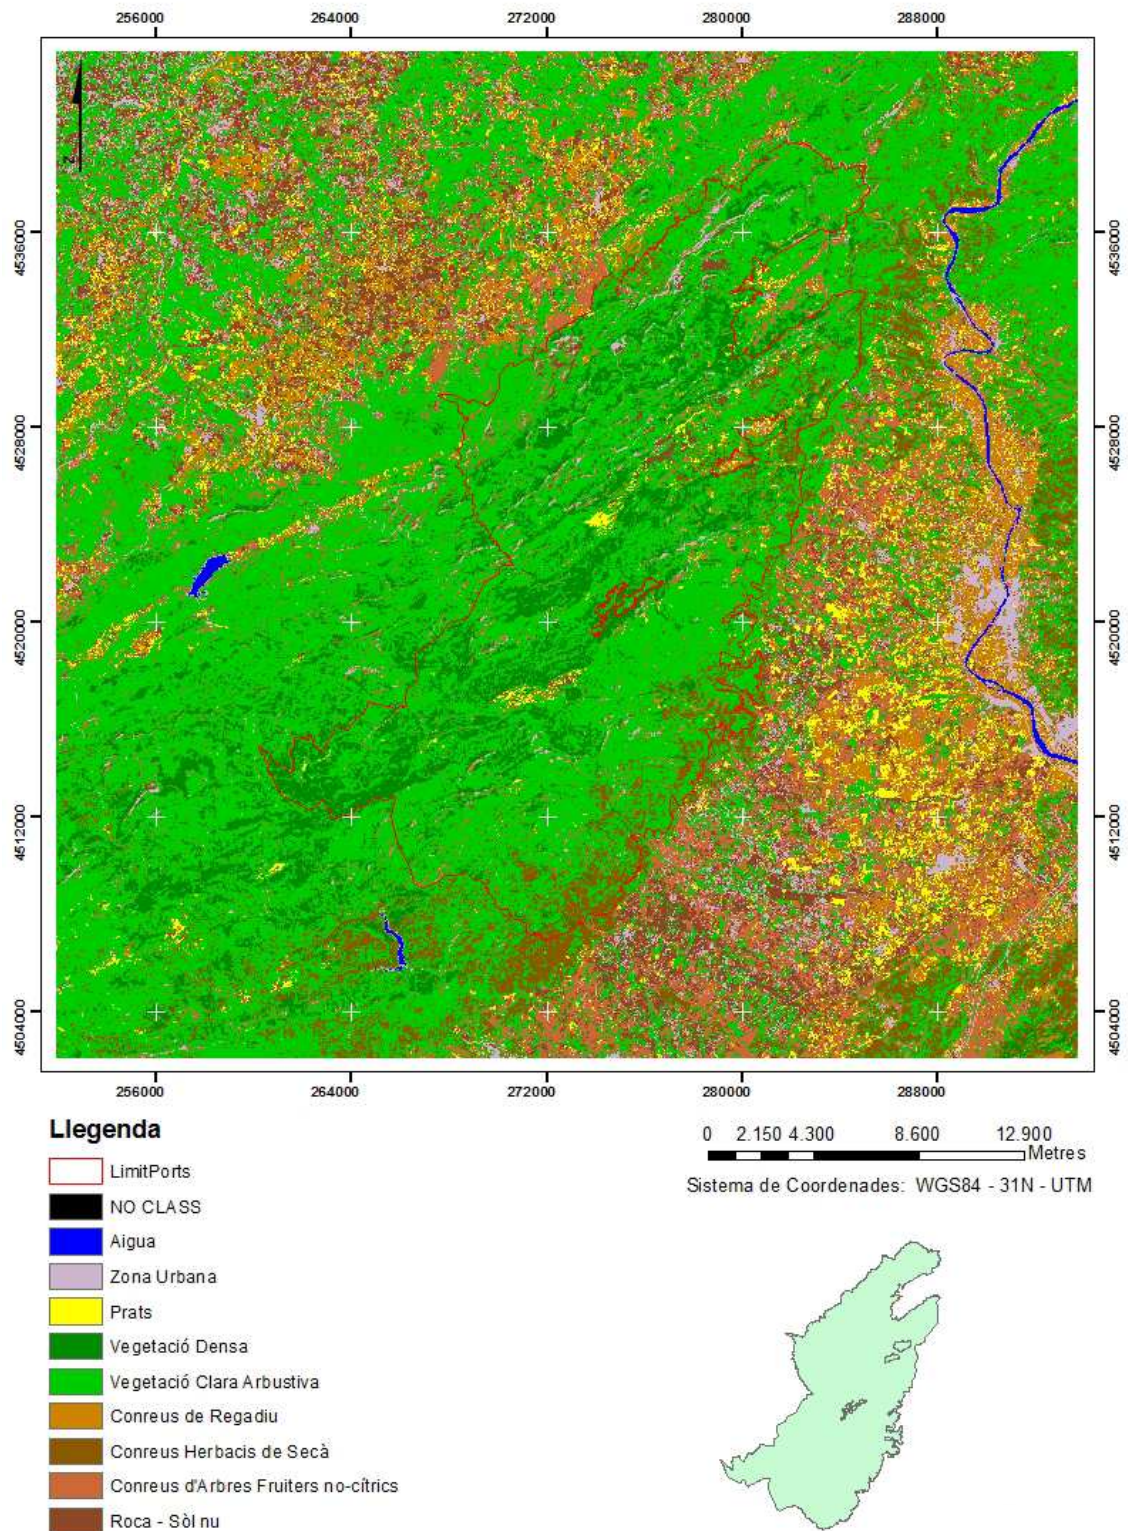 256000 264000 272000 280000 288000
N
4536000 4536000
4528000 4528000
4520000 4520000
4512000 4512000
4504000 4504000
256000 264000 272000 280000 288000
Llegenda
LimitPorts
NO CLASS
Aigua
Zona Urbana
Prats
Vegetació Densa
Vegetació Clara Arbustiva
Conreus de Regadiu
Conreus Herbacis de Secà
Conreus d'Arbres Fruiters no-cítrics
Roca - Sòl nu
0 2.150 4.300 8.600 12.900
Metres
Sistema de Coordenades: WGS84 - 31N - UTM